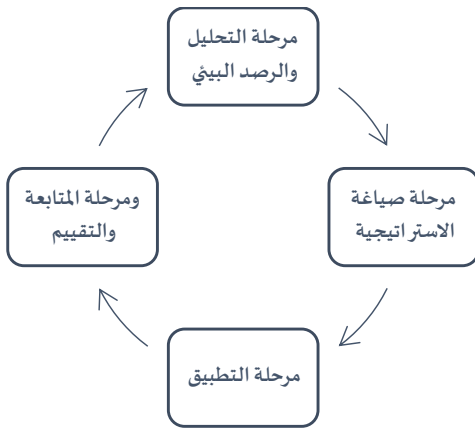 مرحلة التحليل
والرصد البيئي
مرحلة صياغة
الاستراتيجية
مرحلة التطبيق
ومرحلة المتابعة
والتقييم